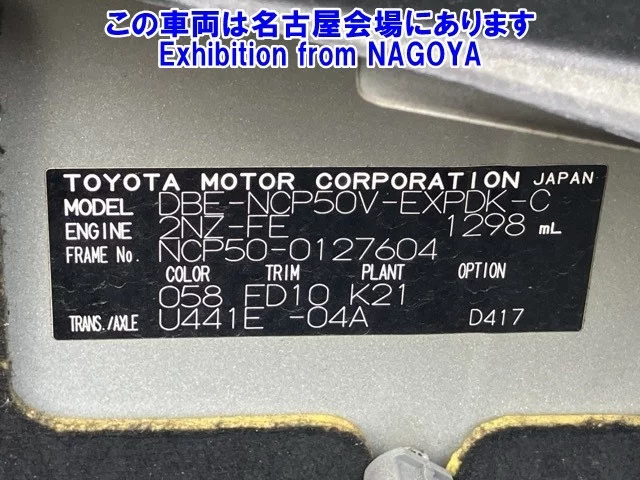 この車両は名古屋会場にあります
Exhibition from NAGOYA
TOYOTA MOTOR CORPORATION JAPAN
MODEL DBE-NCP50V-EXPDK-C
ENGINE 2NZ-FE 1298 mL
FRAME No. NCP50-0127604
COLOR TRIM PLANT OPTION
058 FD10 K21
TRANS./AXLE U441E -04A D417